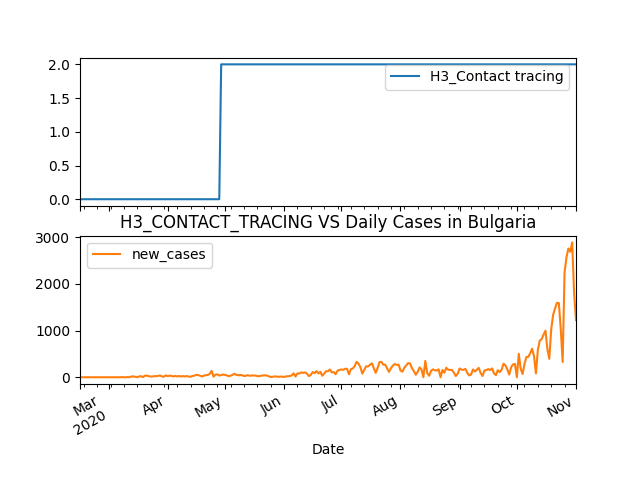 2.0
1.5
1.0
0.5
0.0
H3_Contact tracing
H3_CONTACT_TRACING VS Daily Cases in Bulgaria
3000
2000
1000
0
new_cases
Mar
2020
Apr
May
Jun
Jul
Aug
Sep
Oct
Nov
Date